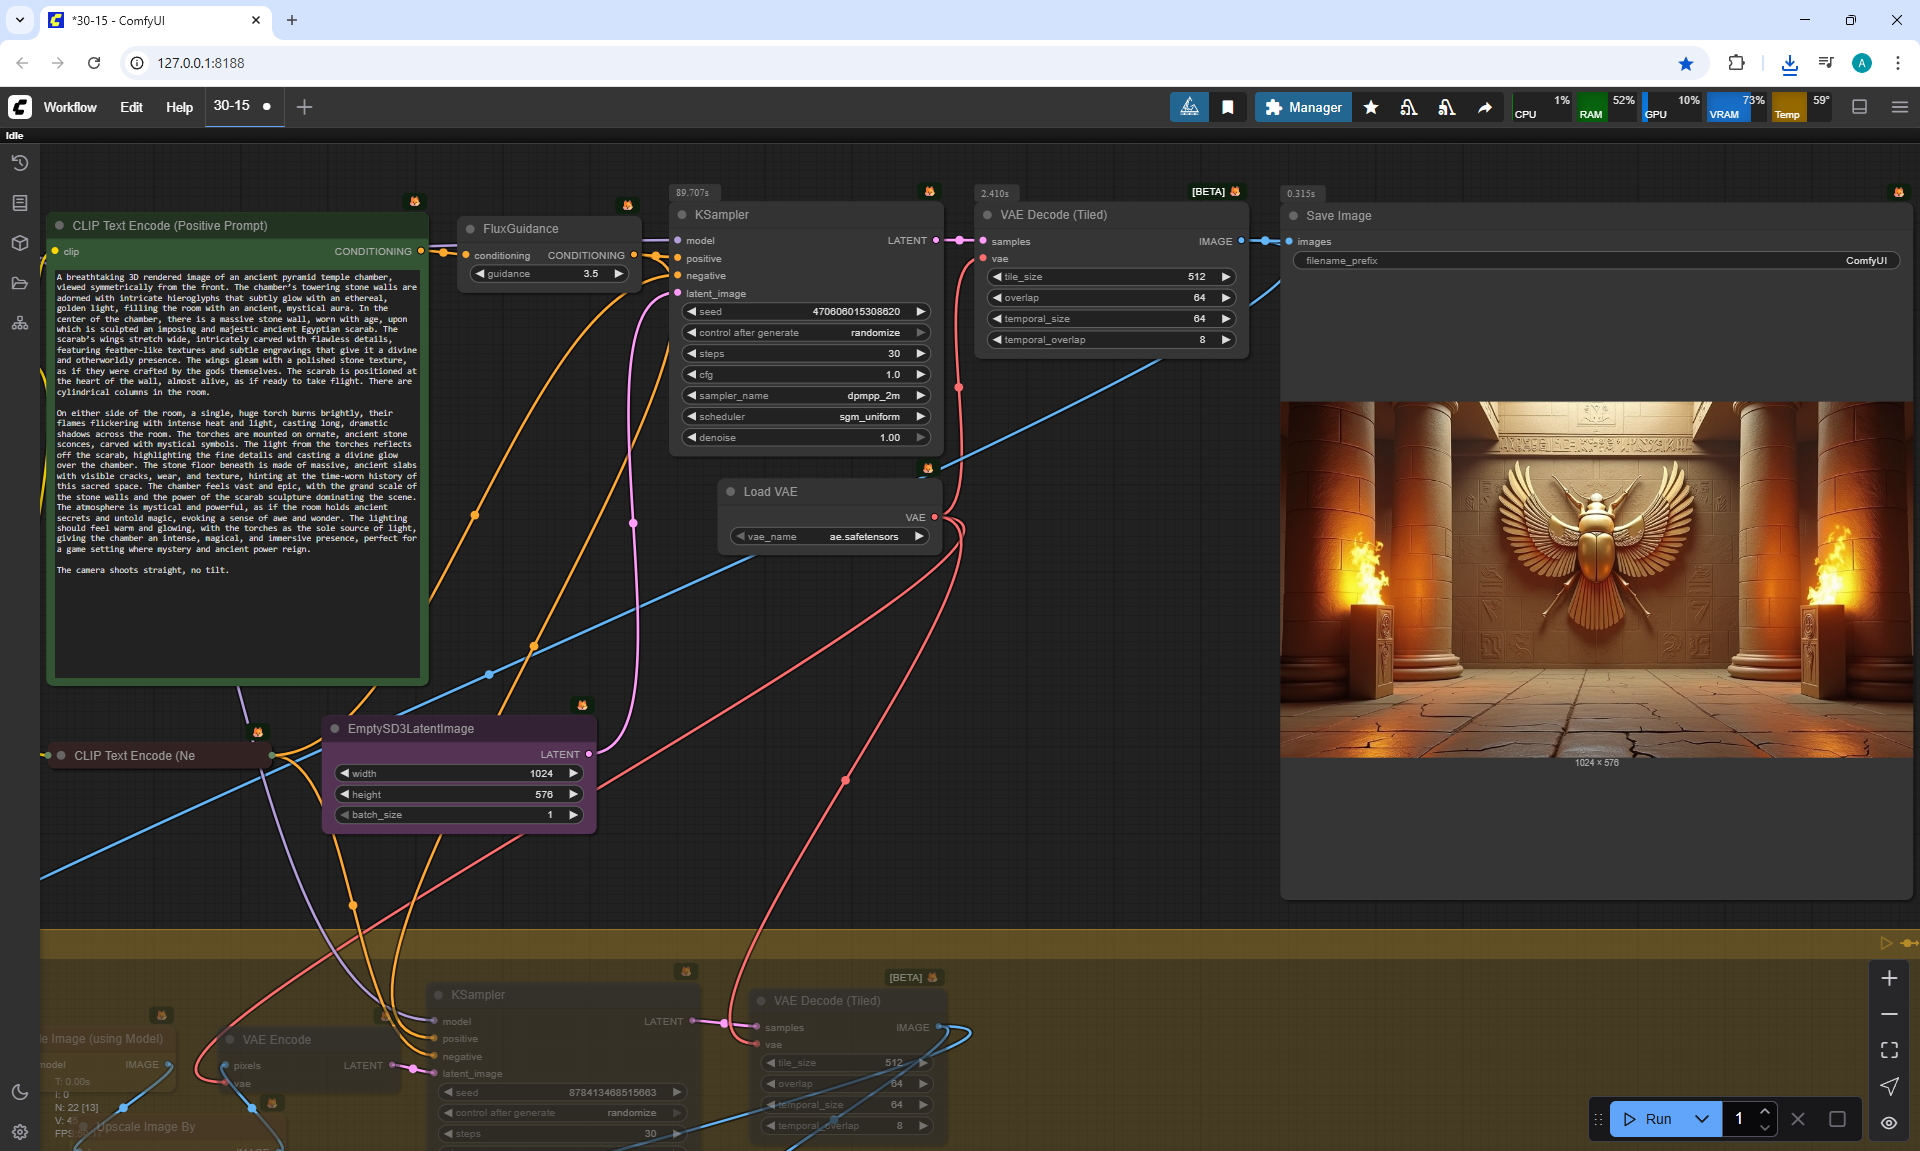 *30-15 - ComfyUI
127.0.0.1:8188
A
Workflow
Edit
Help
30-15
Manager
CPU
1%
RAM
52%
GPU
10%
VRAM
73%
Temp
59°
Idle
CLIP Text Encode (Positive Prompt)
clip
CONDITIONING
A breathtaking 3D rendered image of an ancient pyramid temple chamber,
viewed symmetrically from the front. The chamber's towering stone walls are
adorned with intricate hieroglyphs that subtly glow with an ethereal,
golden light, filling the room with an ancient, mystical aura. In the
center of the chamber, there is a massive stone wall, worn with age, upon
which is sculpted an imposing and majestic ancient Egyptian scarab. The
scarab's wings stretch wide, intricately carved with flawless details,
featuring feather-like textures and subtle engravings that give it a divine
and otherworldly presence. The wings gleam with a polished stone texture,
as if they were crafted by the gods themselves. The scarab is positioned at
the heart of the wall, almost alive, as if ready to take flight. There are
cylindrical columns in the room.
On either side of the room, a single, huge torch burns brightly, their
flames flickering with intense heat and light, casting long, dramatic
shadows across the room. The torches are mounted on ornate, ancient stone
sconces, carved with mystical symbols. The light from the torches reflects
off the scarab, highlighting the fine details and casting a divine glow
over the chamber. The stone floor beneath is made of massive, ancient slabs
with visible cracks, wear, and texture, hinting at the time-worn history of
this sacred space. The chamber feels vast and epic, with the grand scale of
the stone walls and the power of the scarab sculpture dominating the scene.
The atmosphere is mystical and powerful, as if the room holds ancient
secrets and untold magic, evoking a sense of awe and wonder. The lighting
should feel warm and glowing, with the torches as the sole source of light,
giving the chamber an intense, magical, and immersive presence, perfect for
a game setting where mystery and ancient power reign.
The camera shoots straight, no tilt.
FluxGuidance
conditioning
CONDITIONING
guidance
3.5
89.707s
KSampler
model
LATENT
positive
negative
latent_image
seed
470606015308620
control after generate
randomize
steps
30
cfg
1.0
sampler_name
dpmpp_2m
scheduler
sgm_uniform
denoise
1.00
2.410s
[BETA]
VAE Decode (Tiled)
samples
IMAGE
vae
tile_size
512
overlap
64
temporal_size
64
temporal_overlap
8
0.315s
Save Image
images
filename_prefix
ComfyUI
1024 × 576
Load VAE
VAE
vae_name
ae.safetensors
CLIP Text Encode (Ne
EmptySD3LatentImage
LATENT
width
1024
height
576
batch_size
1
KSampler
model
LATENT
positive
negative
latent_image
seed
878413468515663
control after generate
randomize
steps
30
[BETA]
VAE Decode (Tiled)
samples
IMAGE
vae
tile_size
512
overlap
64
temporal_size
64
temporal_overlap
8
le Image (using Model)
model
IMAGE
VAE Encode
pixels
LATENT
vae
T: 0.00s
I: 0
N: 22 [13]
Upscale Image By
Run
1